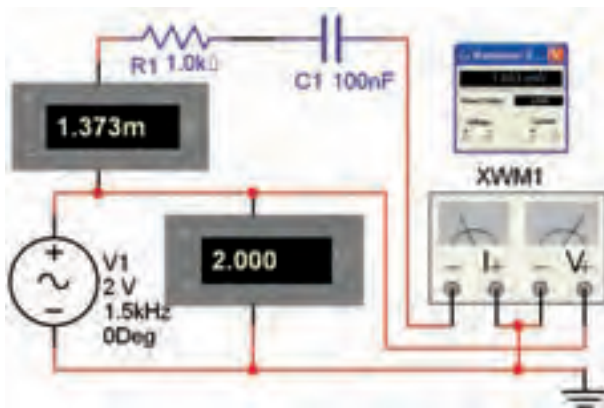 R1 1.0kΩ
C1 100nF
1.373m
XWM1
2.000
V1
2 V
1.5kHz
0Deg
+
~
−
− I + − V +